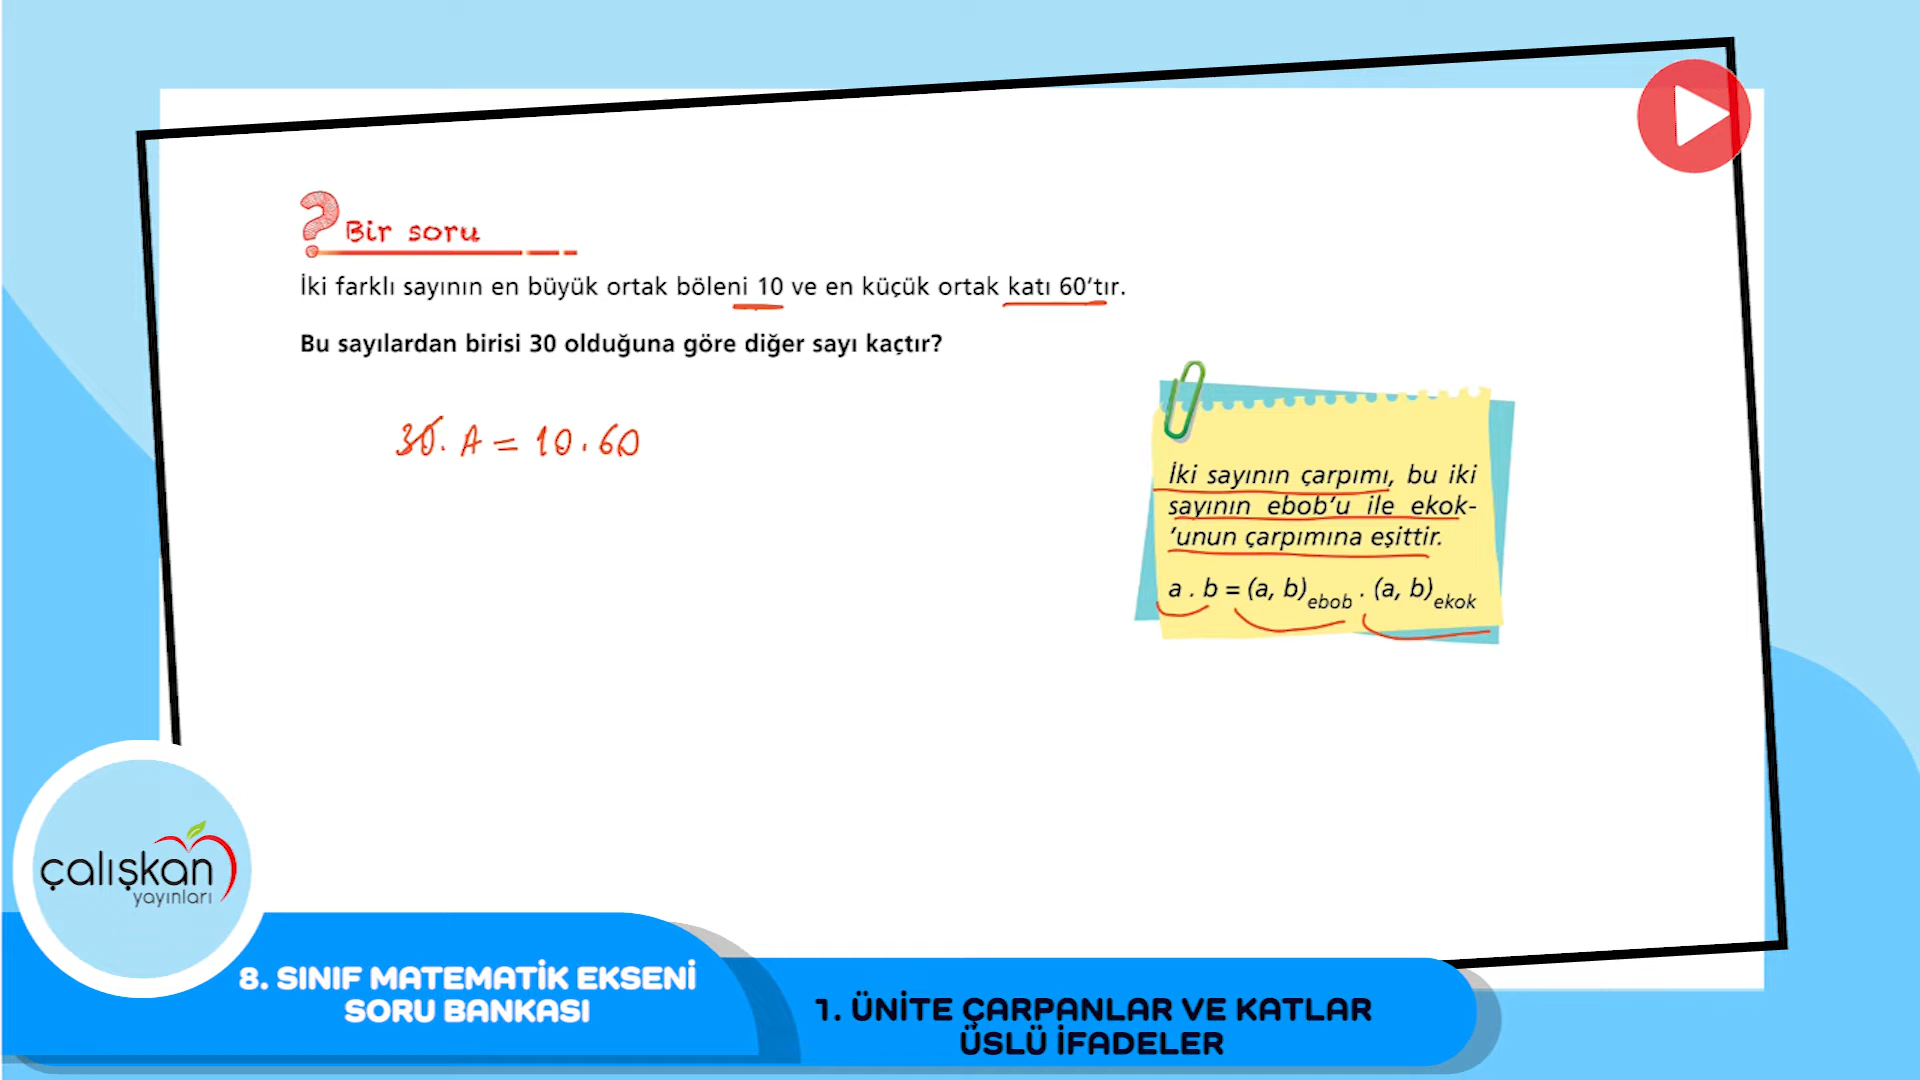 Bir soru
İki farklı sayının en büyük ortak böleni 10 ve en küçük ortak katı 60’tır.
Bu sayılardan birisi 30 olduğuna göre diğer sayı kaçtır?
30. A = 10.60
İki sayının çarpımı, bu iki
sayının ebob’u ile ekok-
’unun çarpımına eşittir.
a . b = (a, b)ebob . (a, b)ekok
çalışkan
yayınları
8. SINIF MATEMATİK EKSENİ
SORU BANKASI
1. ÜNİTE ÇARPANLAR VE KATLAR
ÜSLÜ İFADELER